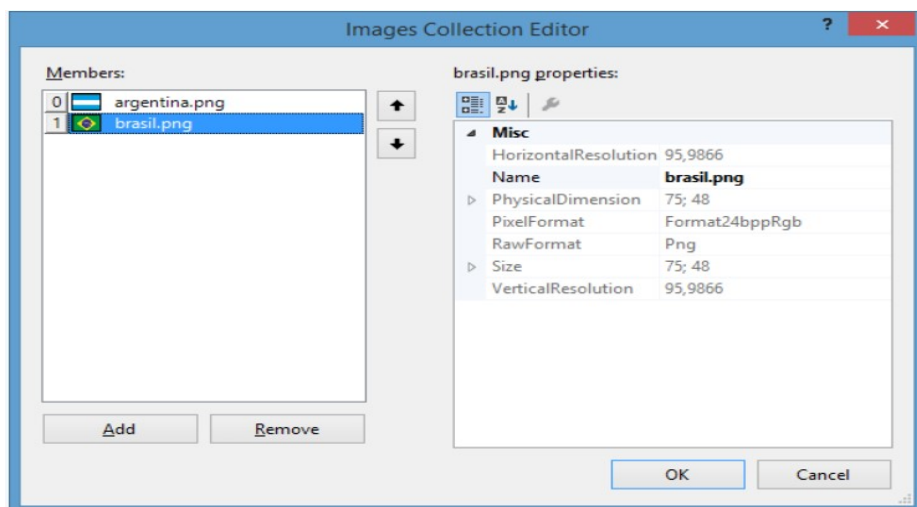 Images Collection Editor
?
Members:
0 argentina.png
1 brasil.png
Add
Remove
brasil.png properties:
Misc
HorizontalResolution 95,9866
Name brasil.png
PhysicalDimension 75; 48
PixelFormat Format24bppRgb
RawFormat Png
Size 75; 48
VerticalResolution 95,9866
OK
Cancel